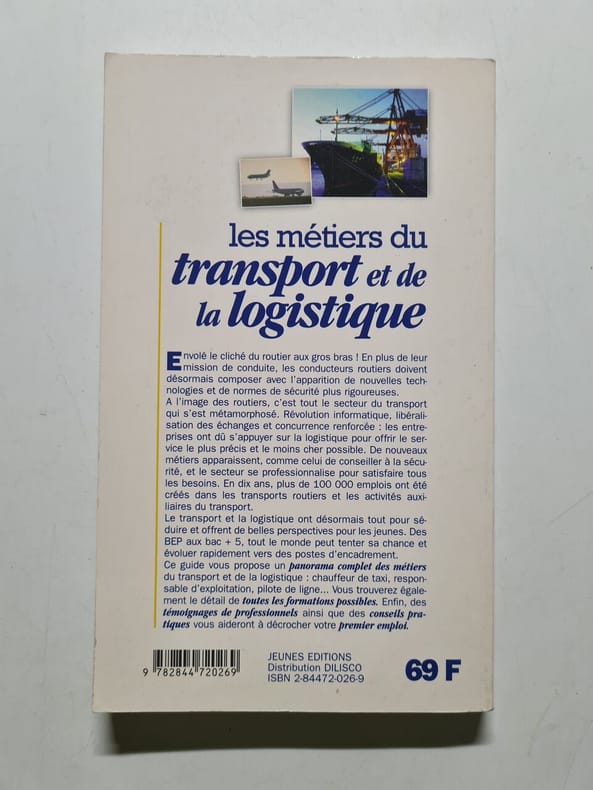 les métiers du
transport et de
la logistique
Envolé le cliché du routier aux gros bras ! En plus de leur
mission de conduite, les conducteurs routiers doivent
désormais composer avec l'apparition de nouvelles tech-
nologies et de normes de sécurité plus rigoureuses.
A l'image des routiers, c'est tout le secteur du transport
qui s'est métamorphosé. Révolution informatique, libérali-
sation des échanges et concurrence renforcée : les entre-
prises ont dû s'appuyer sur la logistique pour offrir le ser-
vice le plus précis et le moins cher possible. De nouveaux
métiers apparaissent, comme celui de conseiller à la sécu-
rité, et le secteur se professionnalise pour satisfaire tous
les besoins. En dix ans, plus de 100 000 emplois ont été
créés dans les transports routiers et les activités auxi-
liaires du transport.
Le transport et la logistique ont désormais tout pour sé-
duire et offrent de belles perspectives pour les jeunes. Des
BEP aux bac + 5, tout le monde peut tenter sa chance et
évoluer rapidement vers des postes d'encadrement.
Ce guide vous propose un panorama complet des métiers
du transport et de la logistique : chauffeur de taxi, respon-
sable d'exploitation, pilote de ligne... Vous trouverez égale-
ment le détail de toutes les formations possibles. Enfin, des
témoignages de professionnels ainsi que des conseils pra-
tiques vous aideront à décrocher votre premier emploi.
9 782844 720269
JEUNES EDITIONS
Distribution DILISCO
ISBN 2-84472-026-9
69 F